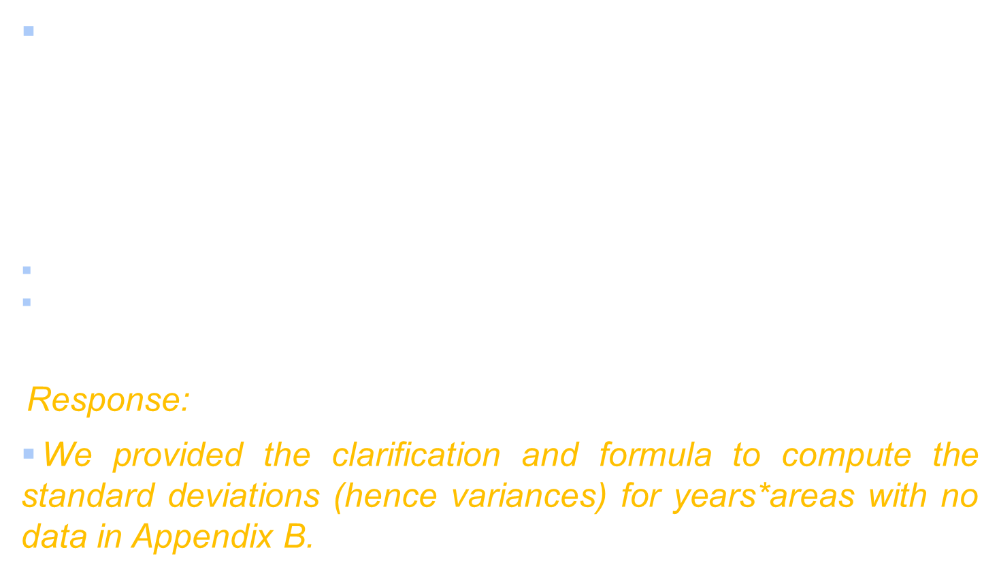 Response:
▪ We provided the clarification and formula to compute the
standard deviations (hence variances) for years*areas with no
data in Appendix B.